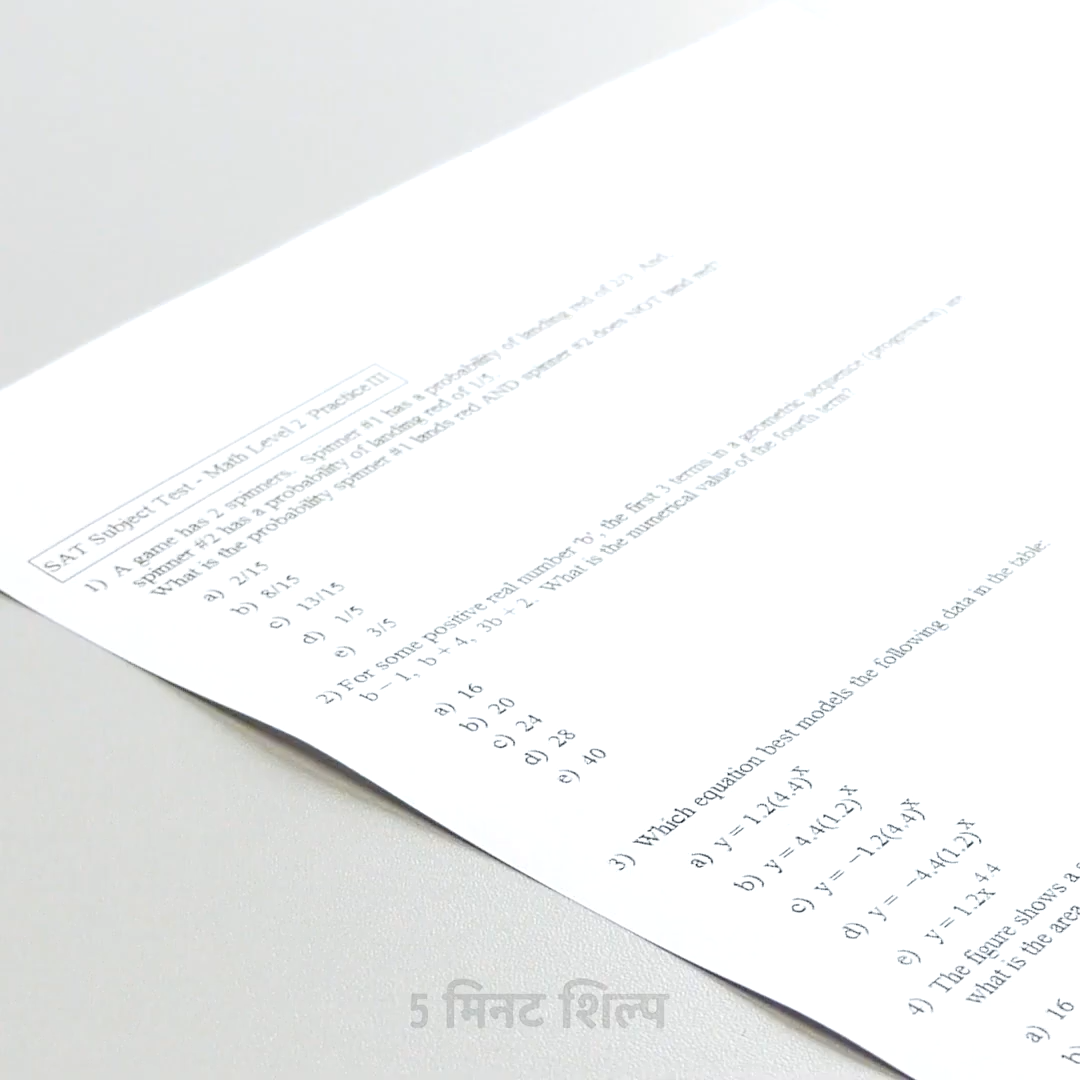 SAT Subject Test - Math Level 2 Practice III
1) A game has 2 spinners. Spinner #1 has a probability of landing red of 2/3. And
spinner #2 has a probability of landing red of 1/5.
What is the probability spinner #1 lands red AND spinner #2 does NOT land red?
a) 2/15
b) 8/15
c) 13/15
d) 1/5
e) 3/5
2) For some positive real number 'b', the first 3 terms in a geometric sequence (progression) are
b – 1, b + 4, 3b + 2. What is the numerical value of the fourth term?
a) 16
b) 20
c) 24
d) 28
e) 40
3) Which equation best models the following data in the table:
a) y = 1.2(4.4)^x
b) y = 4.4(1.2)^x
c) y = –1.2(4.4)^x
d) y = –4.4(1.2)^x
e) y = 1.2x^4.4
4) The figure shows a
what is the area
a) 16
b)
5 मिनट शिल्प